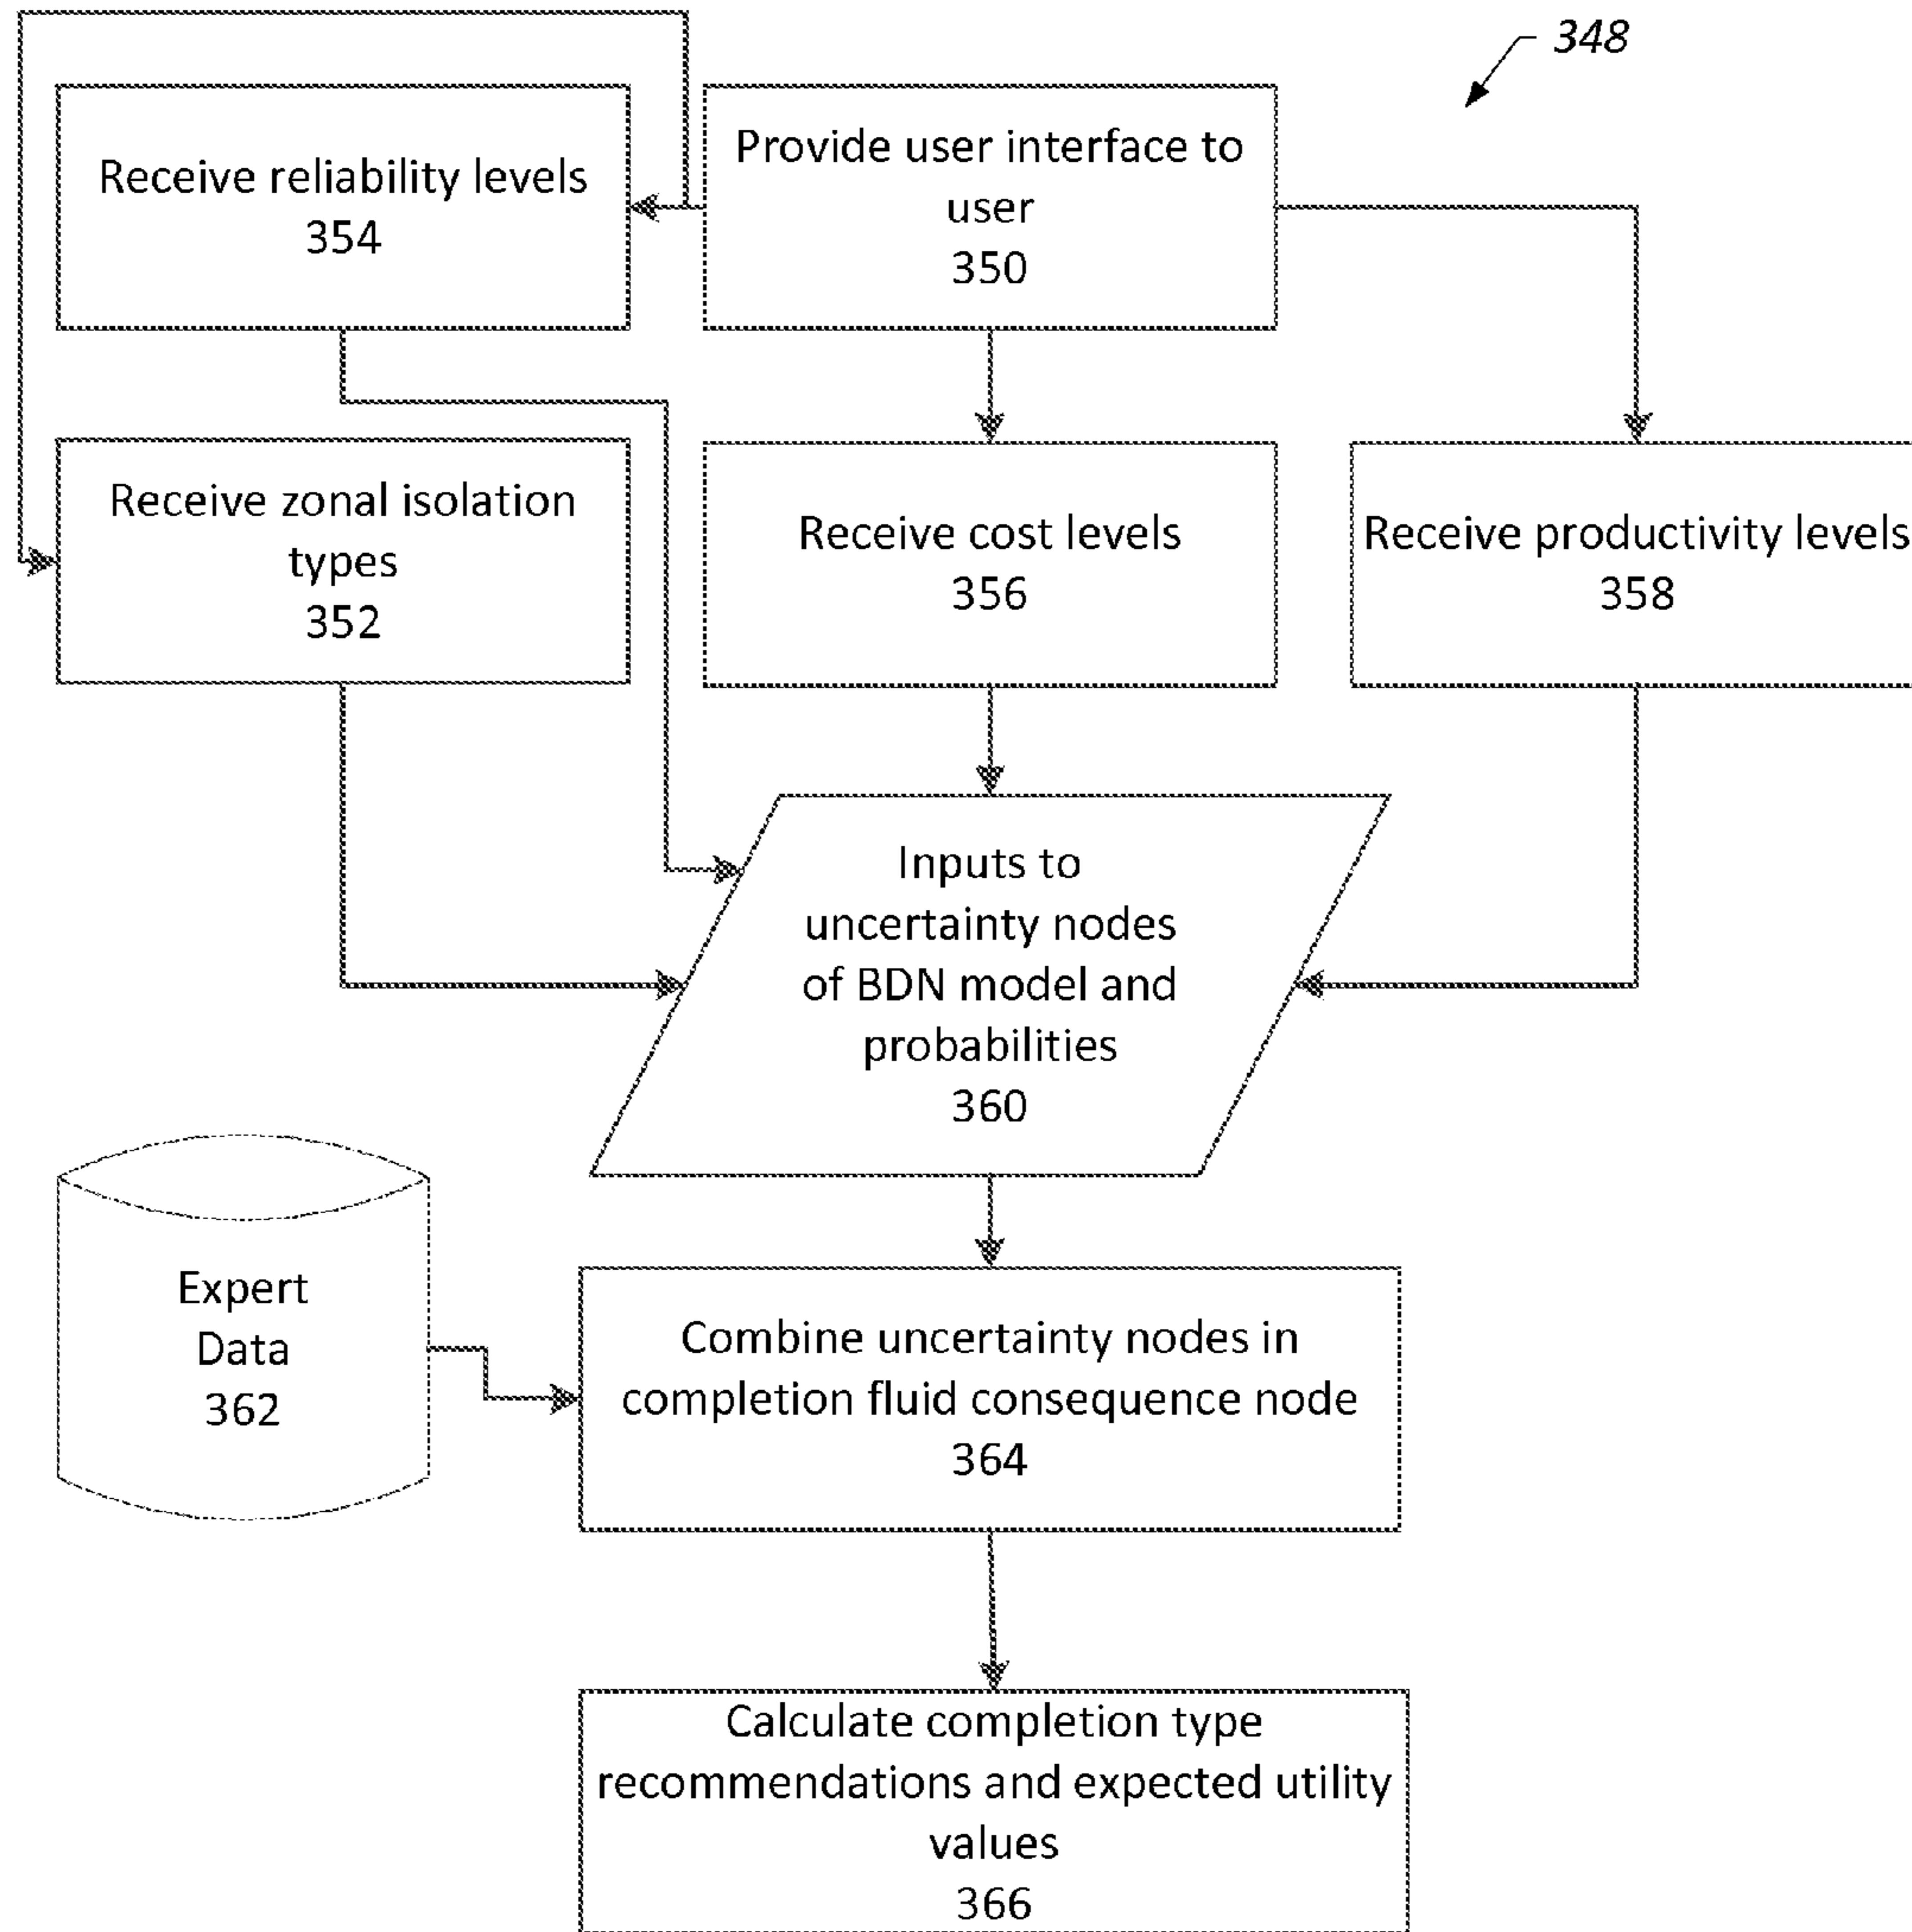 348
Receive reliability levels
354
Provide user interface to
user
350
Receive zonal isolation
types
352
Receive cost levels
356
Receive productivity levels
358
Inputs to
uncertainty nodes
of BDN model and
probabilities
360
Expert
Data
362
Combine uncertainty nodes in
completion fluid consequence node
364
Calculate completion type
recommendations and expected utility
values
366